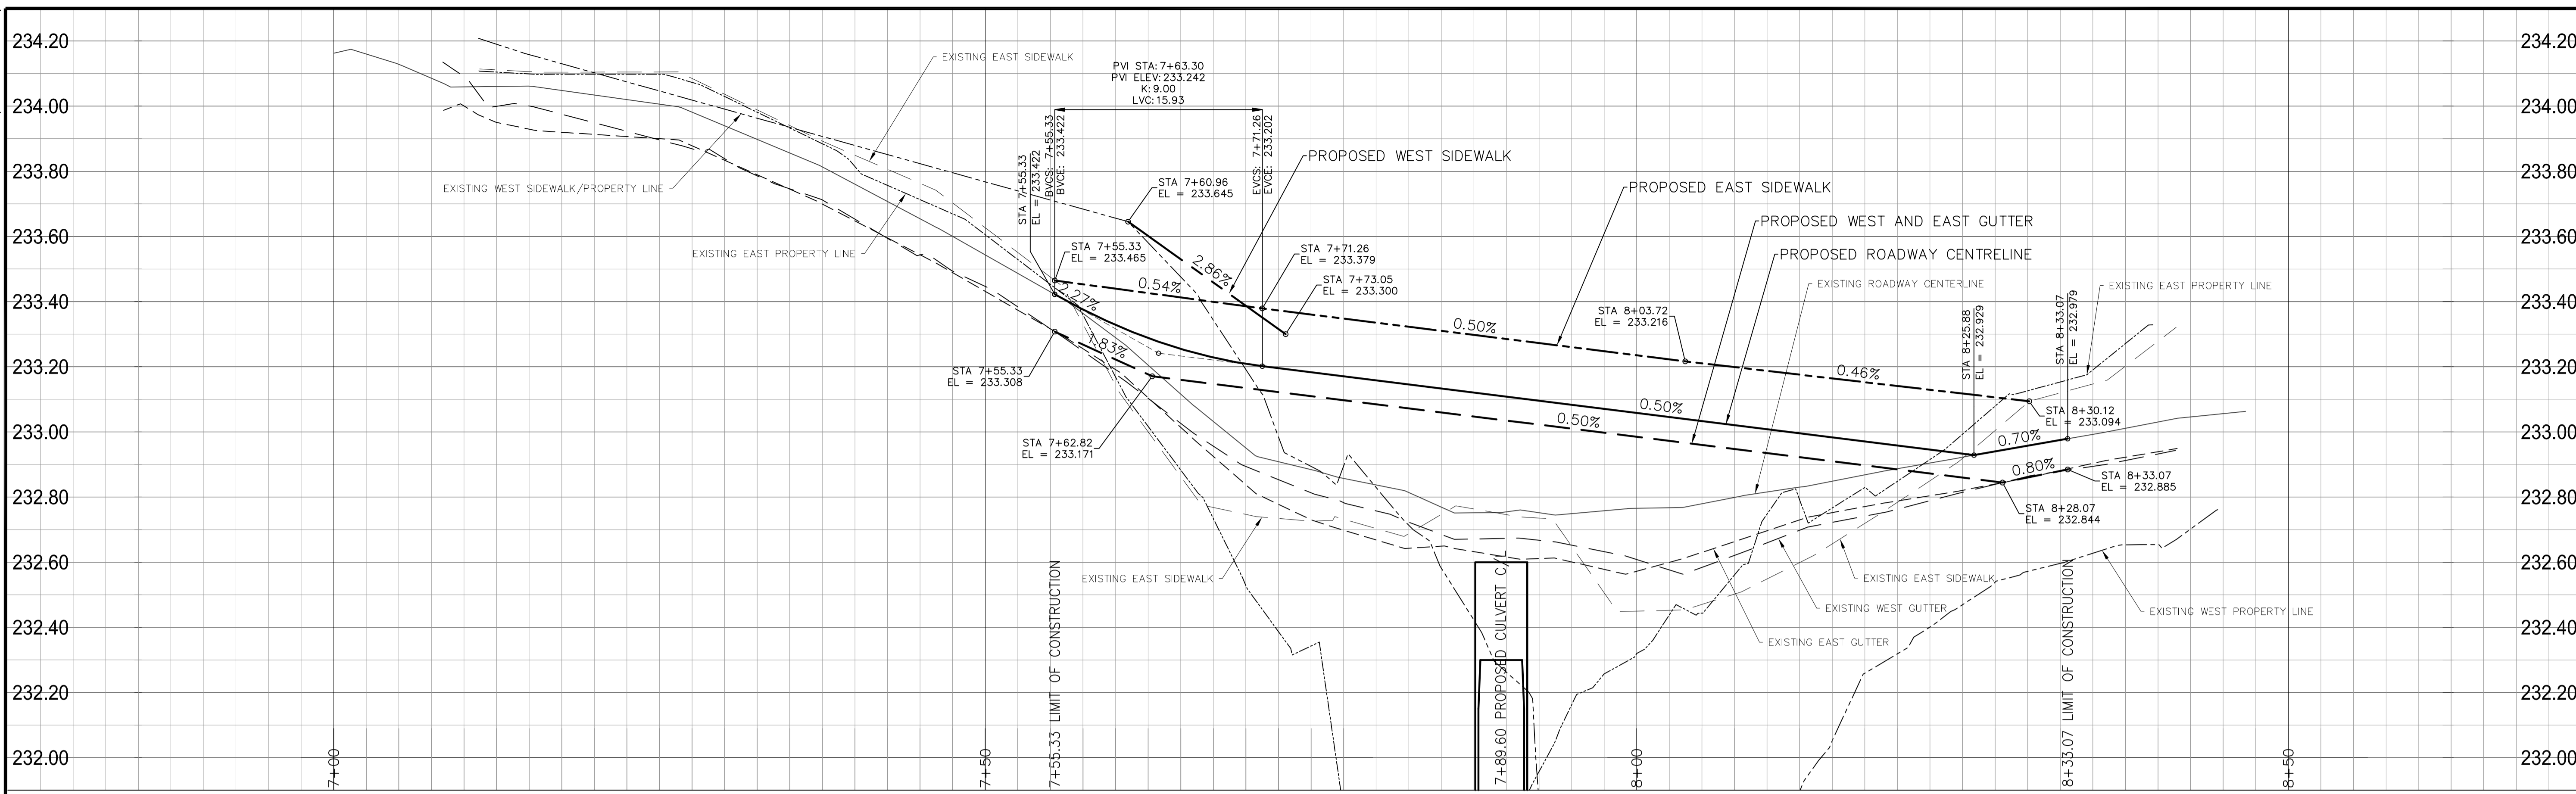 234.20
234.00
233.80
233.60
233.40
233.20
233.00
232.80
232.60
232.40
232.20
232.00
EXISTING EAST SIDEWALK
PVI STA: 7+63.30
PVI ELEV: 233.242
K: 9.00
LVC: 15.93
EXISTING WEST SIDEWALK/PROPERTY LINE
EXISTING EAST PROPERTY LINE
STA 7+55.33
EL = 233.422
BVCS: 7+55.33
BVCE: 233.422
EVCS: 7+71.26
EVCE: 233.202
STA 7+60.96
EL = 233.645
PROPOSED WEST SIDEWALK
PROPOSED EAST SIDEWALK
PROPOSED WEST AND EAST GUTTER
PROPOSED ROADWAY CENTRELINE
EXISTING ROADWAY CENTERLINE
EXISTING EAST PROPERTY LINE
STA 7+55.33
EL = 233.465
STA 7+71.26
EL = 233.379
STA 7+73.05
EL = 233.300
2.86%
2.27%
0.54%
0.50%
STA 8+03.72
EL = 233.216
0.46%
STA 8+25.88
EL = 232.929
STA 8+33.07
EL = 232.979
1.83%
STA 7+55.33
EL = 233.308
0.50%
0.50%
STA 8+30.12
EL = 233.094
STA 7+62.82
EL = 233.171
0.70%
0.80%
STA 8+33.07
EL = 232.885
STA 8+28.07
EL = 232.844
EXISTING EAST SIDEWALK
EXISTING EAST SIDEWALK
EXISTING WEST GUTTER
EXISTING EAST GUTTER
EXISTING WEST PROPERTY LINE
7+55.33 LIMIT OF CONSTRUCTION
7+89.60 PROPOSED CULVERT C/L
8+33.07 LIMIT OF CONSTRUCTION
7+00
7+50
8+00
8+50
234.20
234.00
233.80
233.60
233.40
233.20
233.00
232.80
232.60
232.40
232.20
232.00